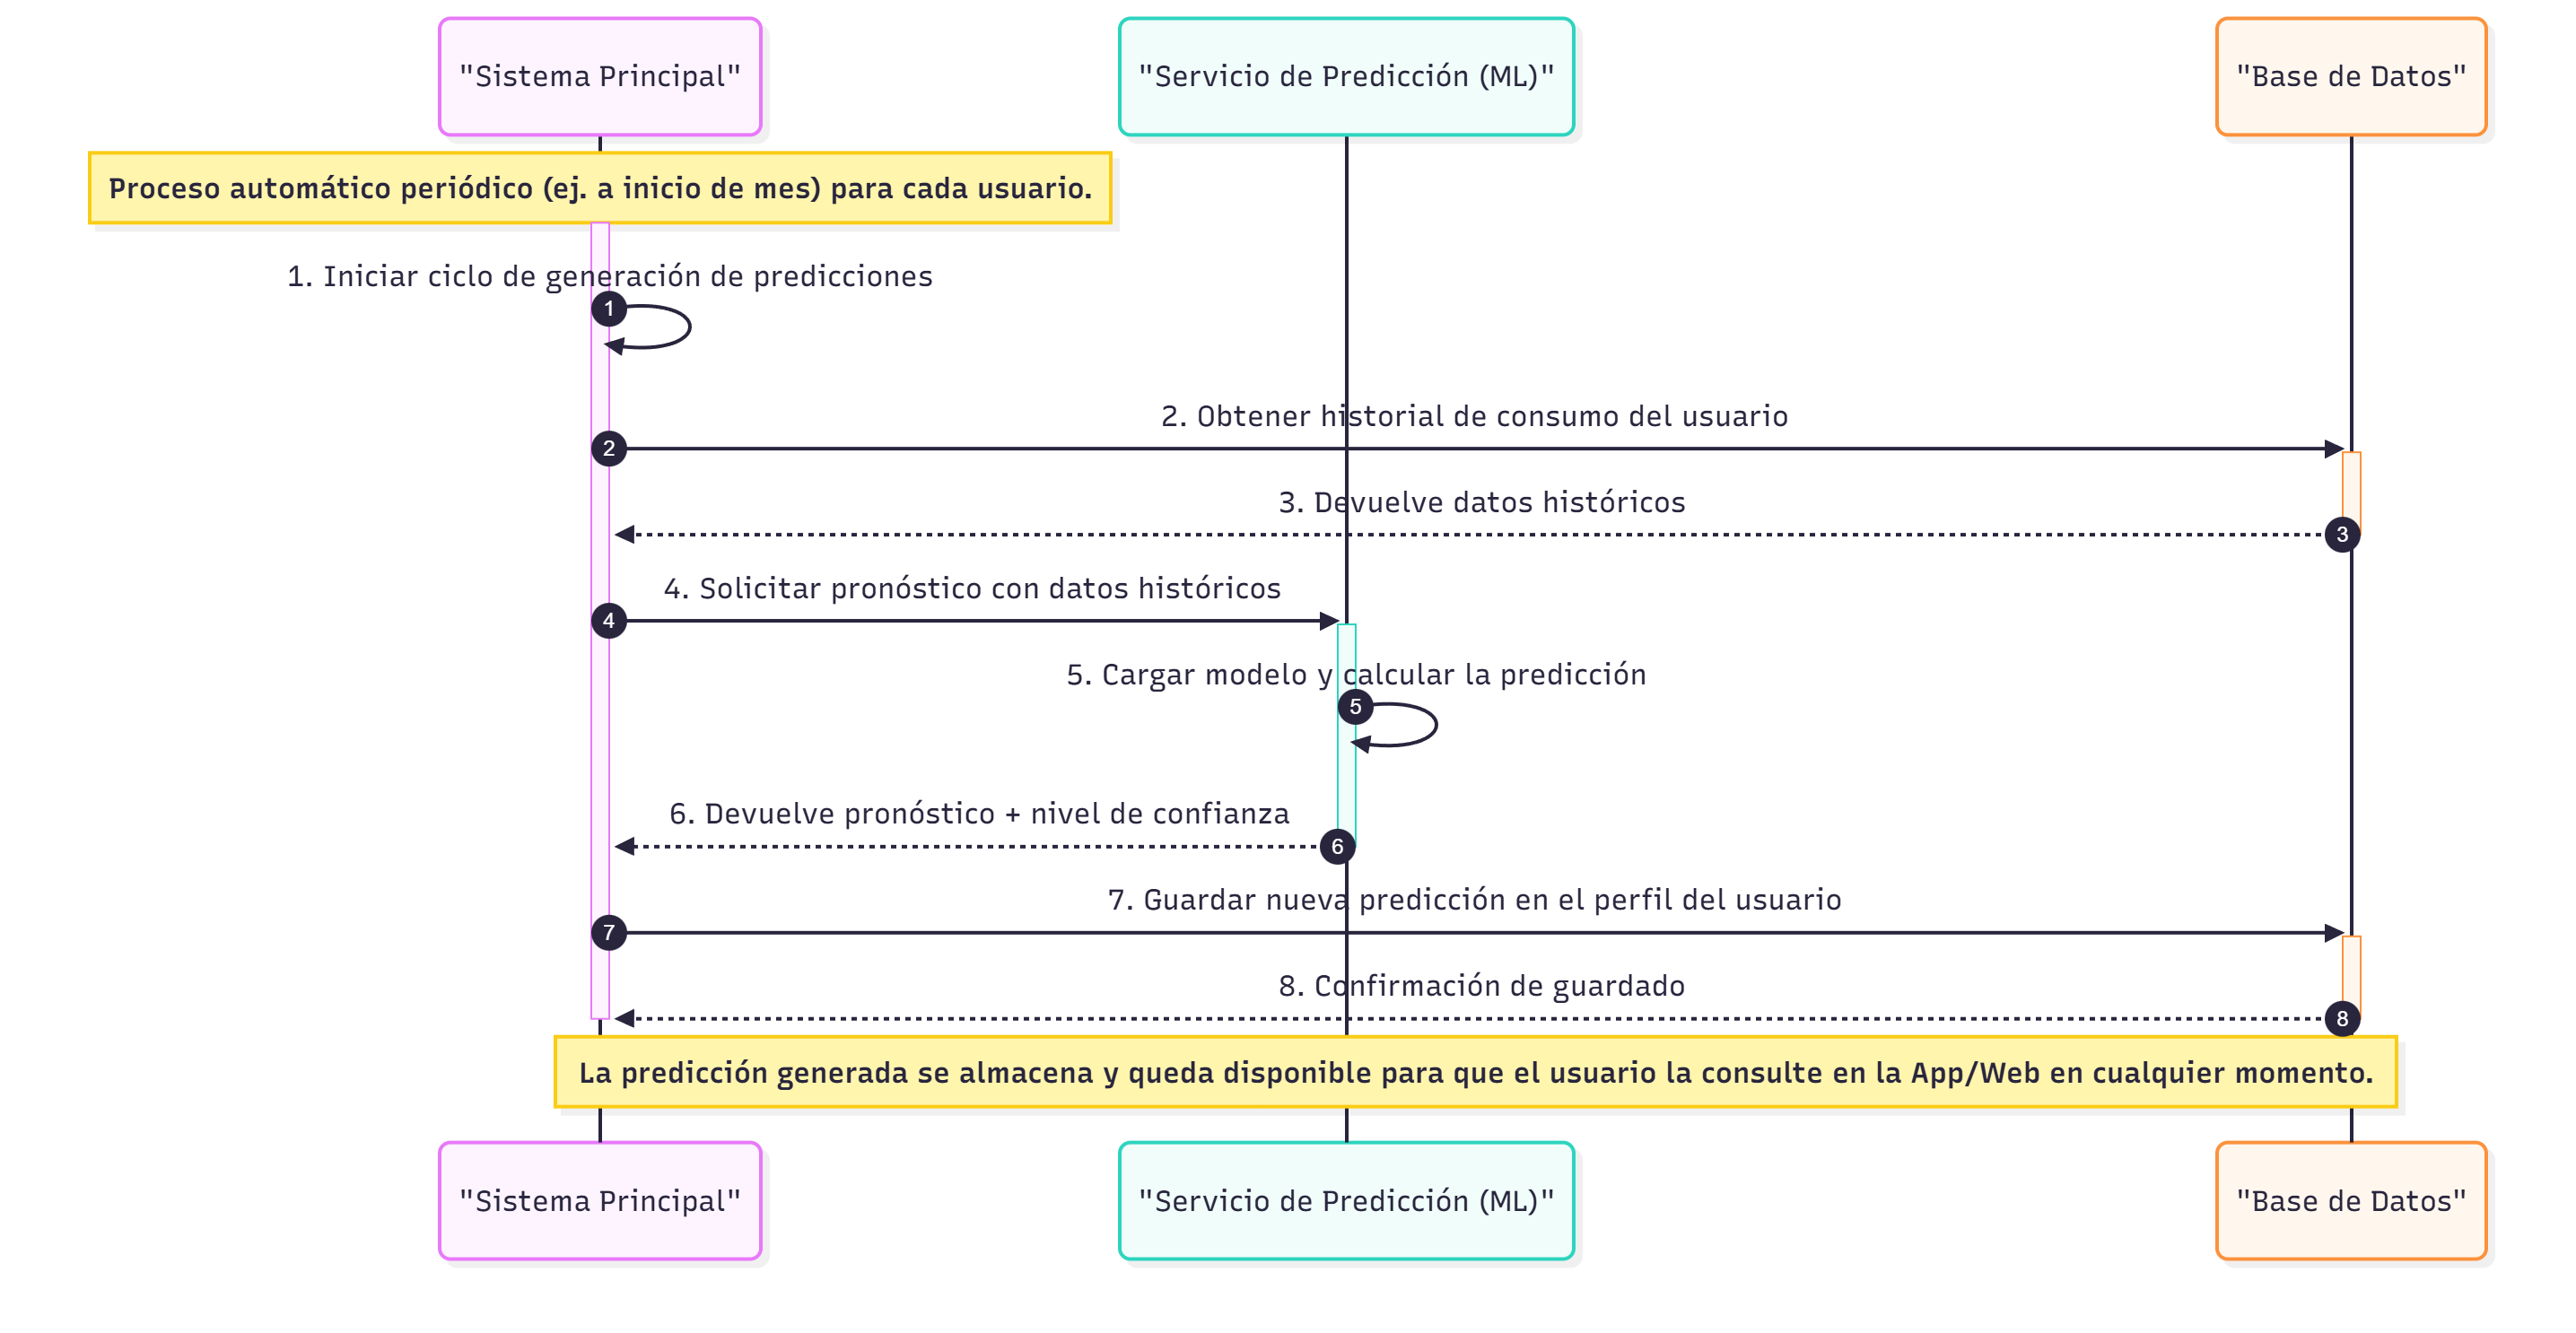 "Sistema Principal"
"Servicio de Predicción (ML)"
"Base de Datos"
Proceso automático periódico (ej. a inicio de mes) para cada usuario.
1. Iniciar ciclo de generación de predicciones
1
2. Obtener historial de consumo del usuario
2
3. Devuelve datos históricos
3
4. Solicitar pronóstico con datos históricos
4
5. Cargar modelo y calcular la predicción
5
6. Devuelve pronóstico + nivel de confianza
6
7. Guardar nueva predicción en el perfil del usuario
7
8. Confirmación de guardado
8
La predicción generada se almacena y queda disponible para que el usuario la consulte en la App/Web en cualquier momento.
"Sistema Principal"
"Servicio de Predicción (ML)"
"Base de Datos"